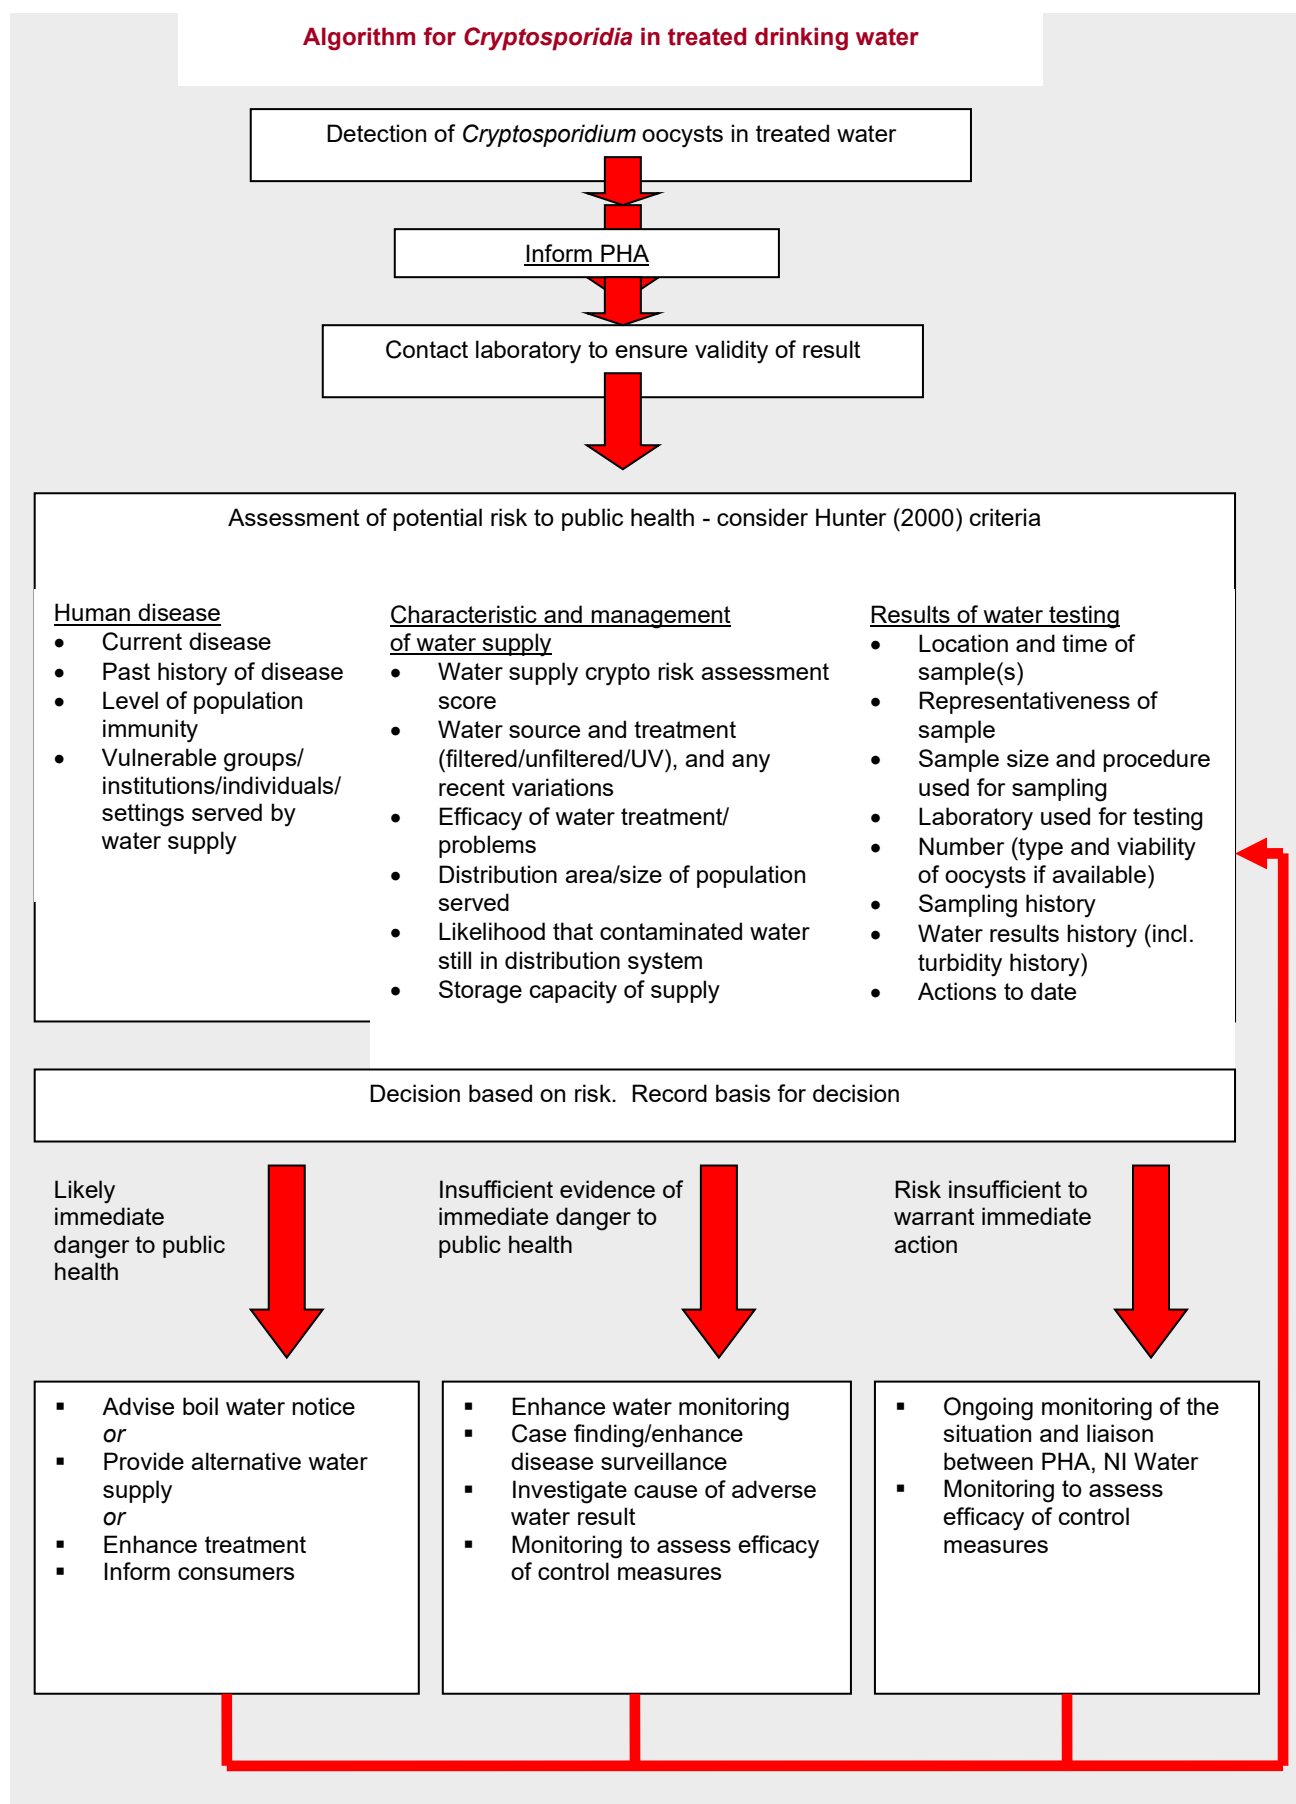 Algorithm for Cryptosporidia in treated drinking water
Detection of Cryptosporidium oocysts in treated water
Inform PHA
Contact laboratory to ensure validity of result
Assessment of potential risk to public health - consider Hunter (2000) criteria
Human disease
• Current disease
• Past history of disease
• Level of population
immunity
• Vulnerable groups/
institutions/individuals/
settings served by
water supply
Characteristic and management
of water supply
• Water supply crypto risk assessment
score
• Water source and treatment
(filtered/unfiltered/UV), and any
recent variations
• Efficacy of water treatment/
problems
• Distribution area/size of population
served
• Likelihood that contaminated water
still in distribution system
• Storage capacity of supply
Results of water testing
• Location and time of
sample(s)
• Representativeness of
sample
• Sample size and procedure
used for sampling
• Laboratory used for testing
• Number (type and viability
of oocysts if available)
• Sampling history
• Water results history (incl.
turbidity history)
• Actions to date
Decision based on risk.  Record basis for decision
Likely
immediate
danger to public
health
Insufficient evidence of
immediate danger to
public health
Risk insufficient to
warrant immediate
action
▪ Advise boil water notice
or
▪ Provide alternative water
supply
or
▪ Enhance treatment
▪ Inform consumers
▪ Enhance water monitoring
▪ Case finding/enhance
disease surveillance
▪ Investigate cause of adverse
water result
▪ Monitoring to assess efficacy
of control measures
▪ Ongoing monitoring of the
situation and liaison
between PHA, NI Water
▪ Monitoring to assess
efficacy of control
measures